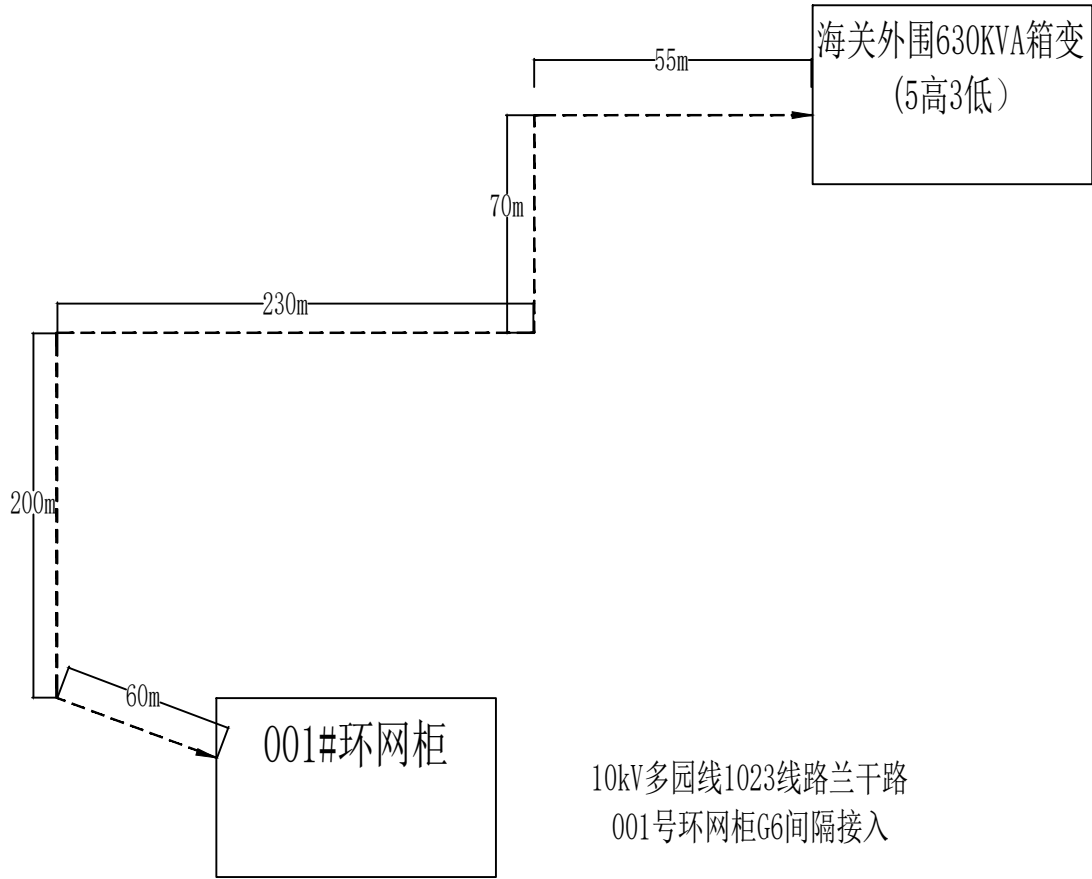 海关外围630KVA箱变
(5高3低）
55m
70m
230m
200m
60m
001#环网柜
10kV多园线1023线路兰干路
001号环网柜G6间隔接入